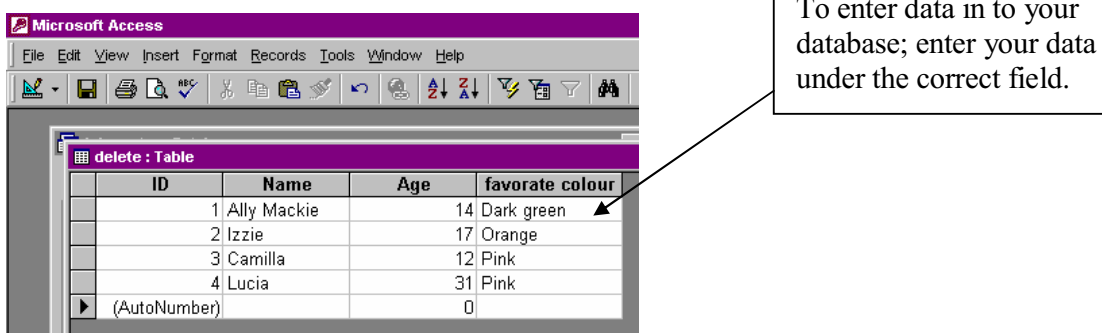 Microsoft Access
File Edit View Insert Format Records Tools Window Help
ABC
A Z Z A
delete : Table
ID Name Age favorate colour
1 Ally Mackie 14 Dark green
2 Izzie 17 Orange
3 Camilla 12 Pink
4 Lucia 31 Pink
(AutoNumber) 0
To enter data in to your
database; enter your data
under the correct field.